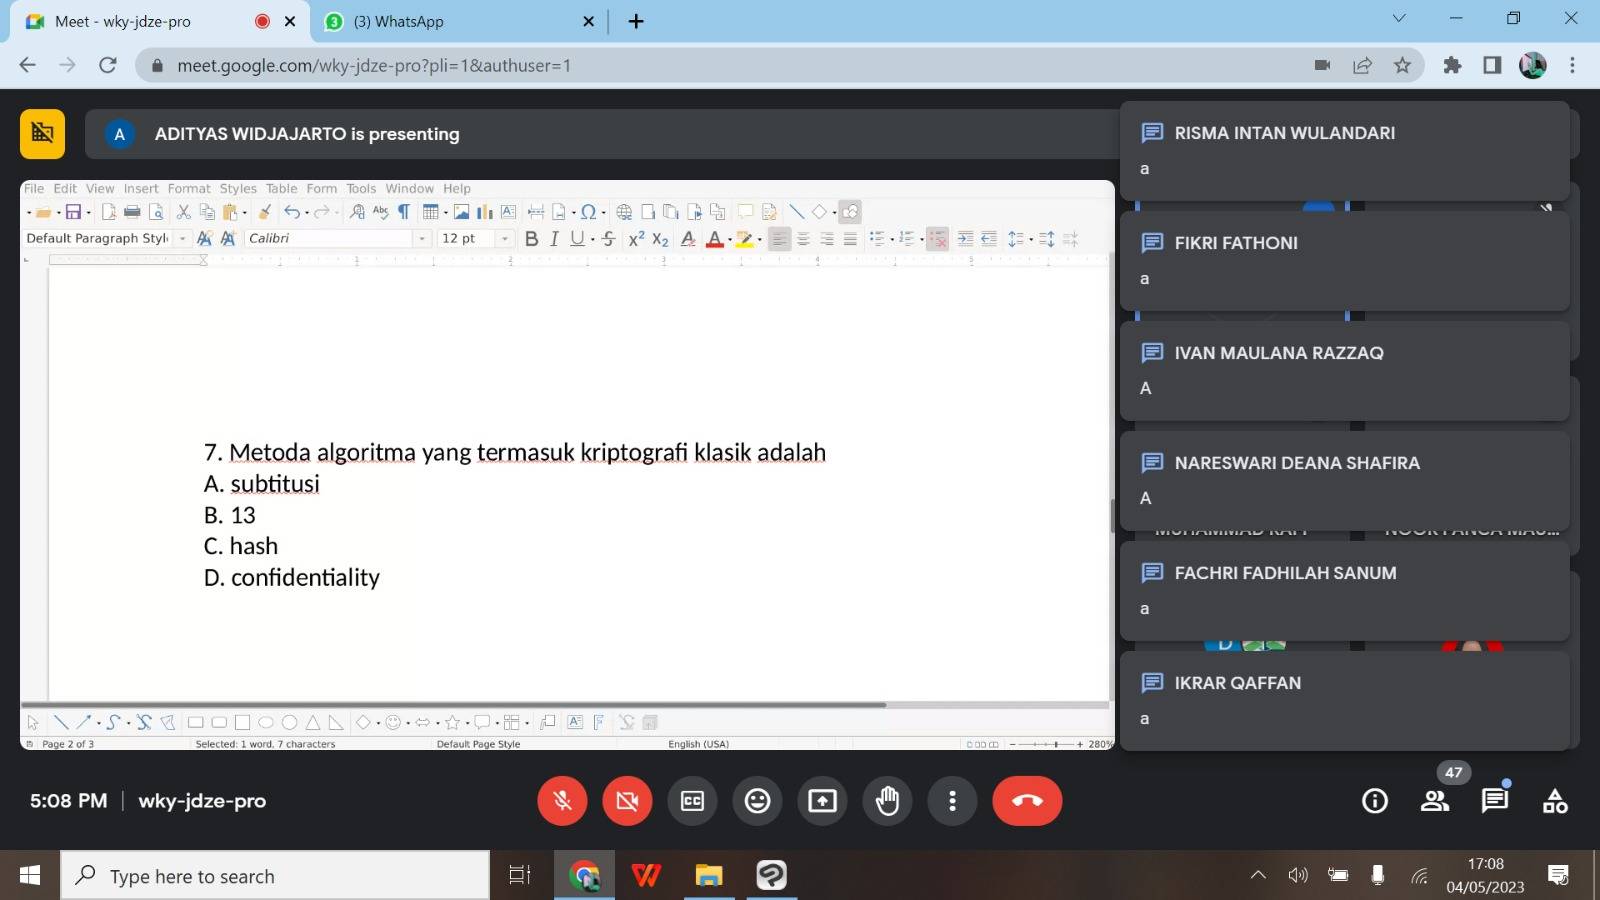 Meet - wky-jdze-pro
(3) WhatsApp
meet.google.com/wky-jdze-pro?pli=1&authuser=1
A ADITYAS WIDJAJARTO is presenting
File Edit View Insert Format Styles Table Form Tools Window Help
Default Paragraph Styl Calibri 12 pt
7. Metoda algoritma yang termasuk kriptografi klasik adalah
A. subtitusi
B. 13
C. hash
D. confidentiality
Page 2 of 3 Selected: 1 word, 7 characters Default Page Style English (USA) 280%
RISMA INTAN WULANDARI
a
FIKRI FATHONI
a
IVAN MAULANA RAZZAQ
A
NARESWARI DEANA SHAFIRA
A
FACHRI FADHILAH SANUM
a
IKRAR QAFFAN
a
5:08 PM | wky-jdze-pro
47
Type here to search
17:08
04/05/2023